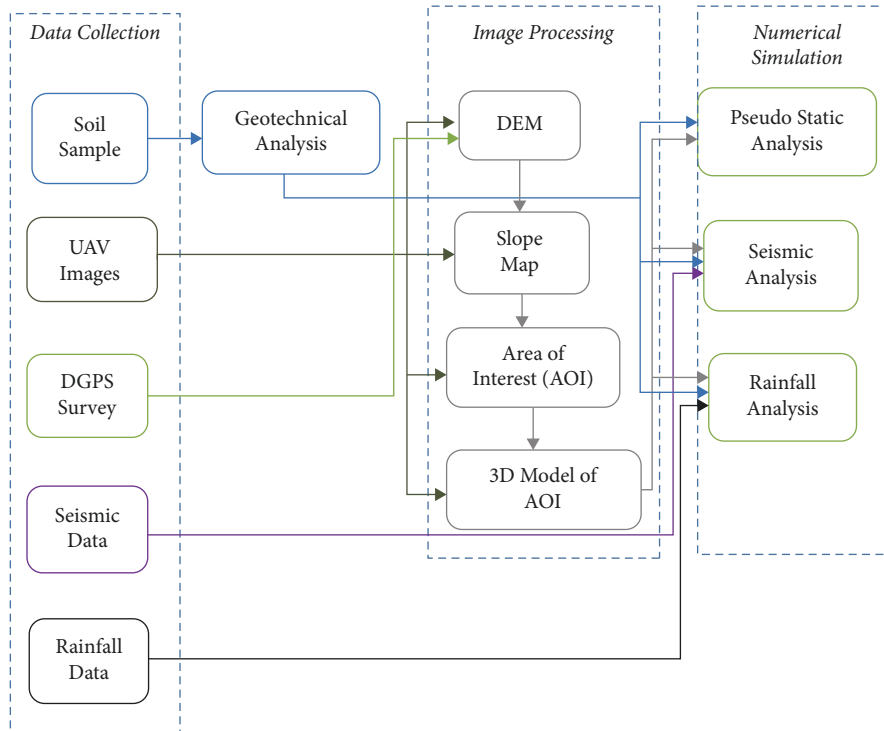 Data Collection
Image Processing
Numerical
Simulation
Soil
Sample
Geotechnical
Analysis
DEM
Pseudo Static
Analysis
UAV
Images
Slope
Map
Seismic
Analysis
DGPS
Survey
Area of
Interest (AOI)
Rainfall
Analysis
Seismic
Data
3D Model of
AOI
Rainfall
Data